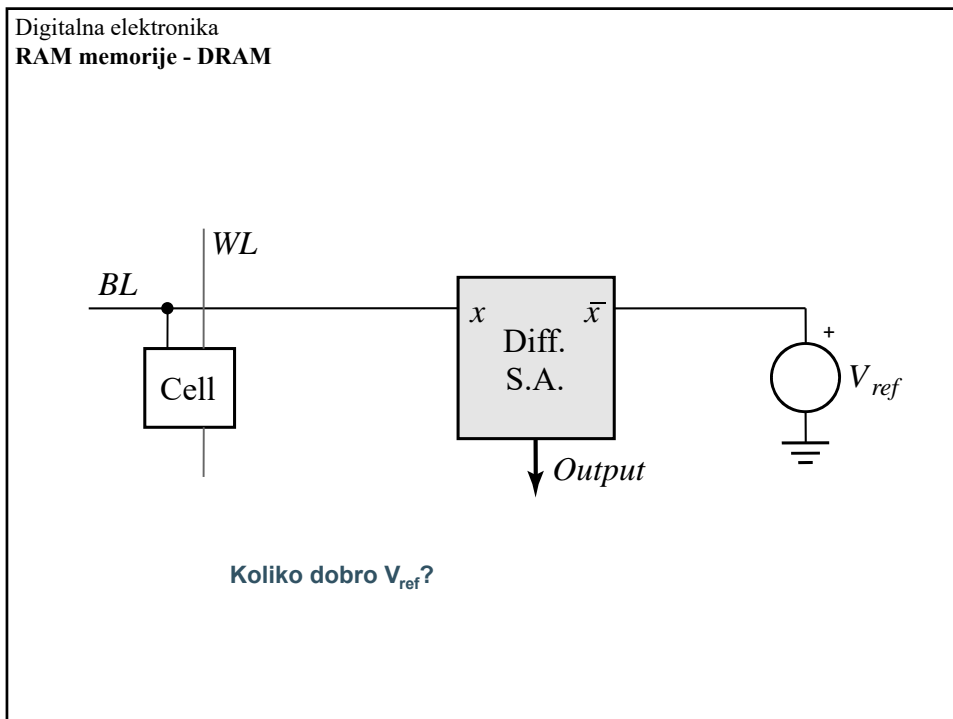 Digitalna elektronika
RAM memorije - DRAM
WL
BL
x x̅
Diff.
S.A.
Cell
+
V_ref
Output
Koliko dobro V_ref?